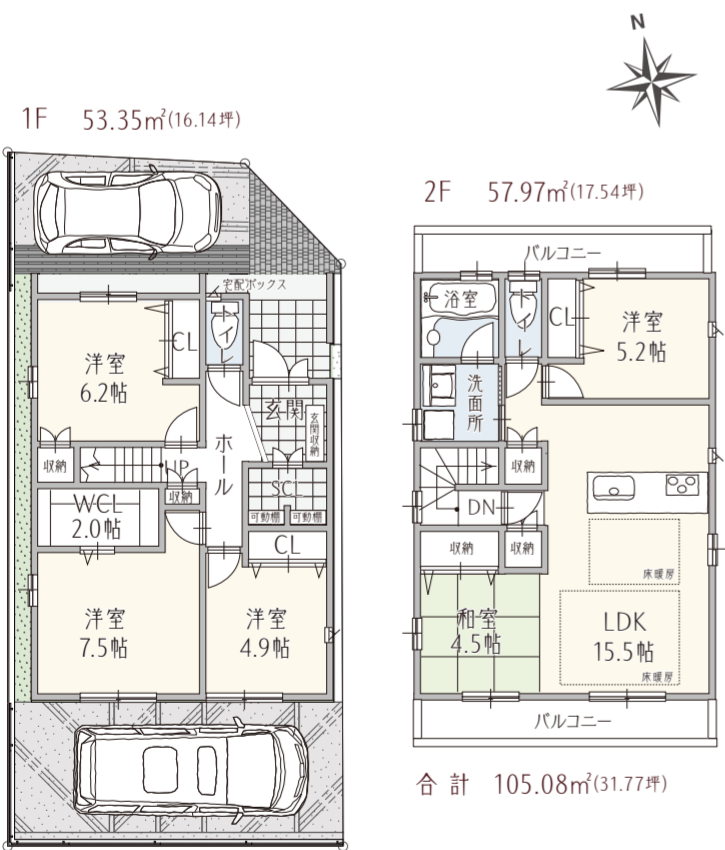 N
1F 53.35㎡(16.14坪)
宅配ボックス
トイレ
CL
洋室
6.2帖
玄関
玄関収納
ホール
収納
UP
収納
SCL
可動棚
可動棚
WCL
2.0帖
CL
洋室
7.5帖
洋室
4.9帖
2F 57.97㎡(17.54坪)
バルコニー
浴室
トイレ
CL
洋室
5.2帖
洗面所
収納
DN
収納
収納
床暖房
和室
4.5帖
LDK
15.5帖
床暖房
バルコニー
合計 105.08㎡(31.77坪)